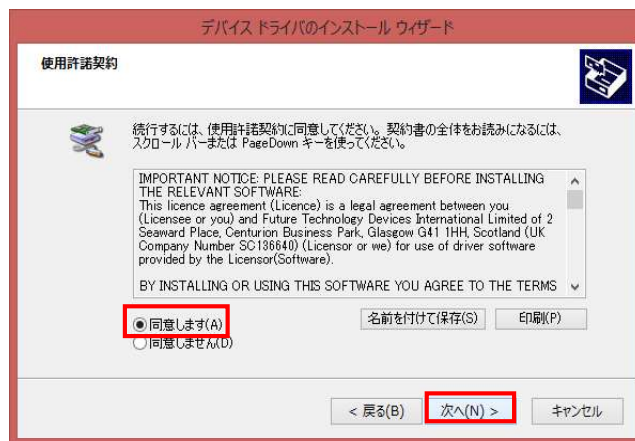 デバイス ドライバのインストール ウィザード
使用許諾契約
続行するには、使用許諾契約に同意してください。契約書の全体をお読みになるには、
スクロール バーまたは PageDown キーを使ってください。
IMPORTANT NOTICE: PLEASE READ CAREFULLY BEFORE INSTALLING
THE RELEVANT SOFTWARE:
This licence agreement (Licence) is a legal agreement between you
(Licensee or you) and Future Technology Devices International Limited of 2
Seaward Place, Centurion Business Park, Glasgow G41 1HH, Scotland (UK
Company Number SC136640) (Licensor or we) for use of driver software
provided by the Licensor(Software).
BY INSTALLING OR USING THIS SOFTWARE YOU AGREE TO THE TERMS
同意します(A)
名前を付けて保存(S)
印刷(P)
同意しません(D)
< 戻る(B)
次へ(N) >
キャンセル